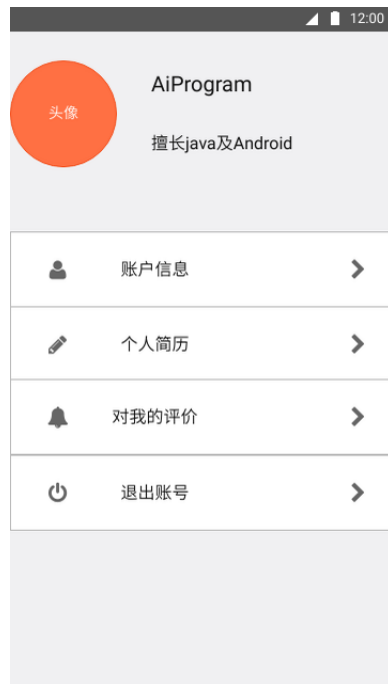 12:00
AiProgram
头像
擅长java及Android
账户信息
个人简历
对我的评价
退出账号